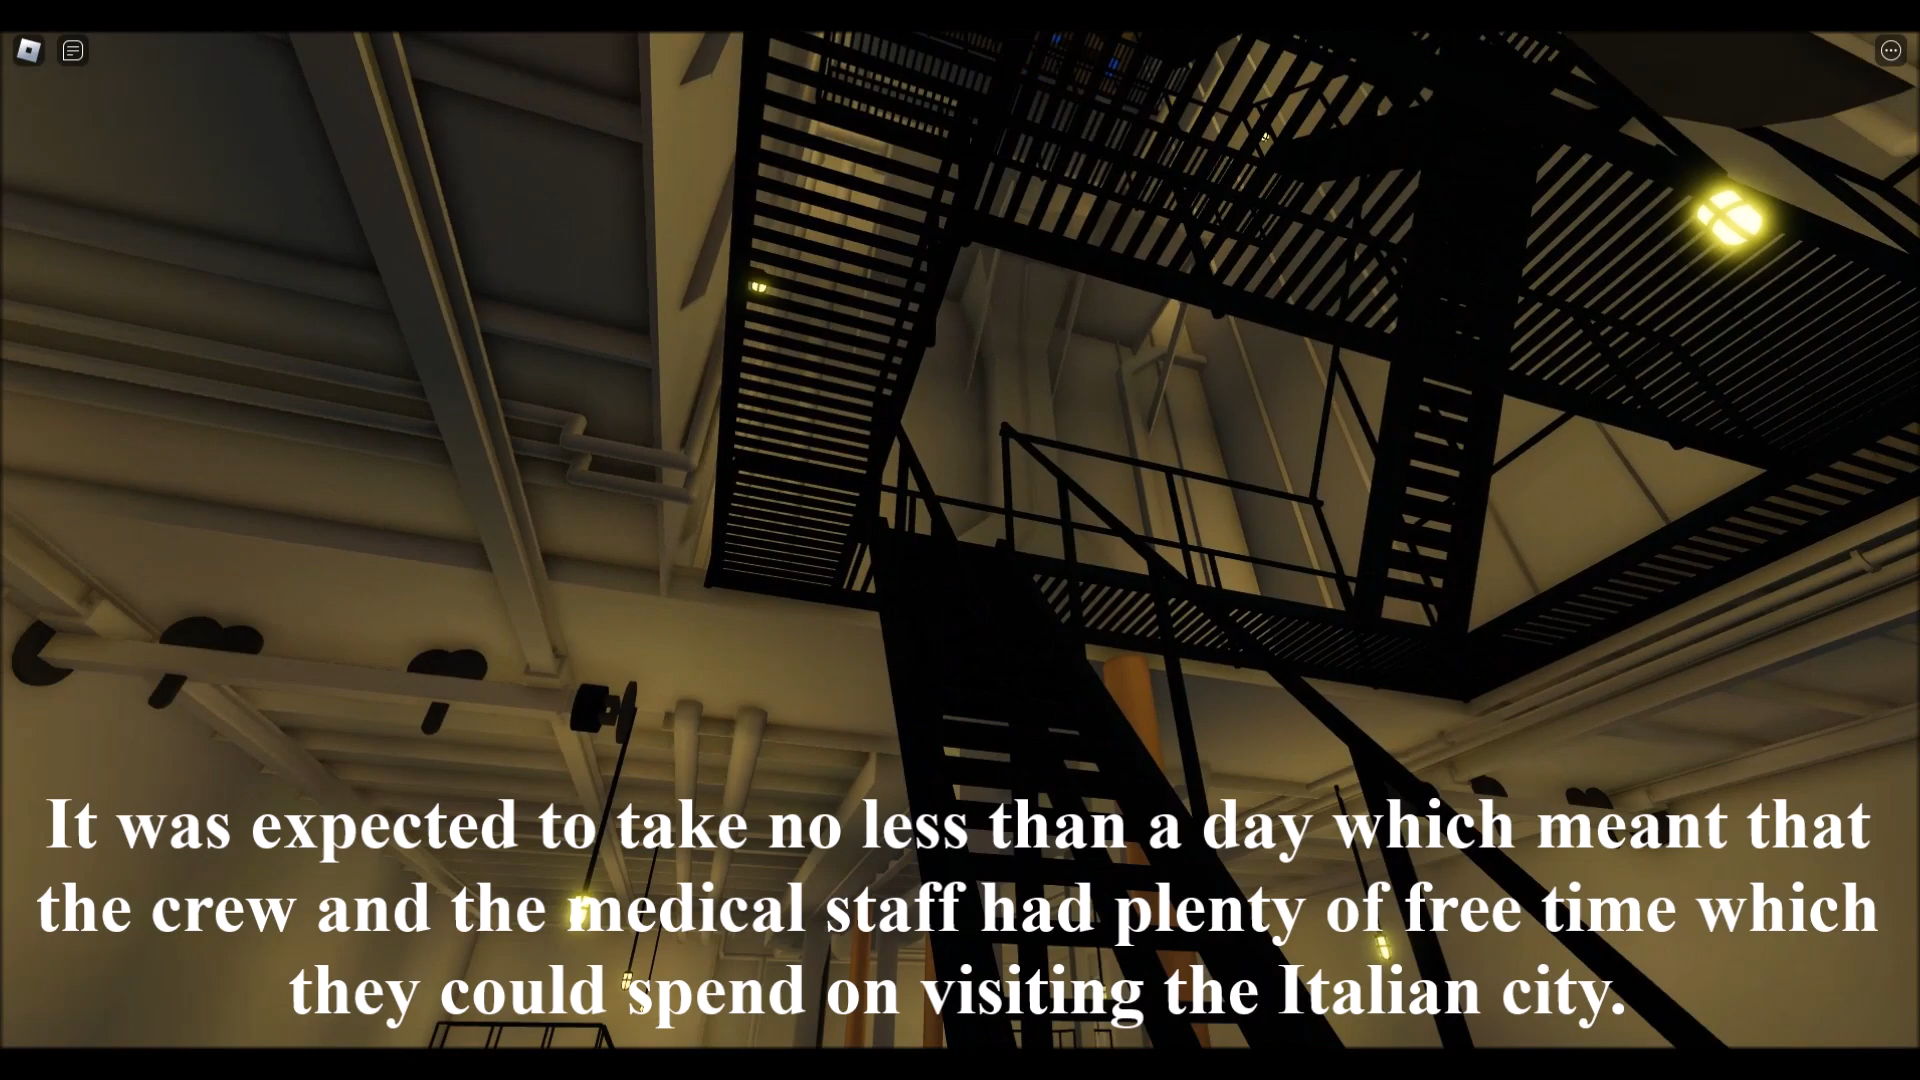 It was expected to take no less than a day which meant that
the crew and the medical staff had plenty of free time which
they could spend on visiting the Italian city.